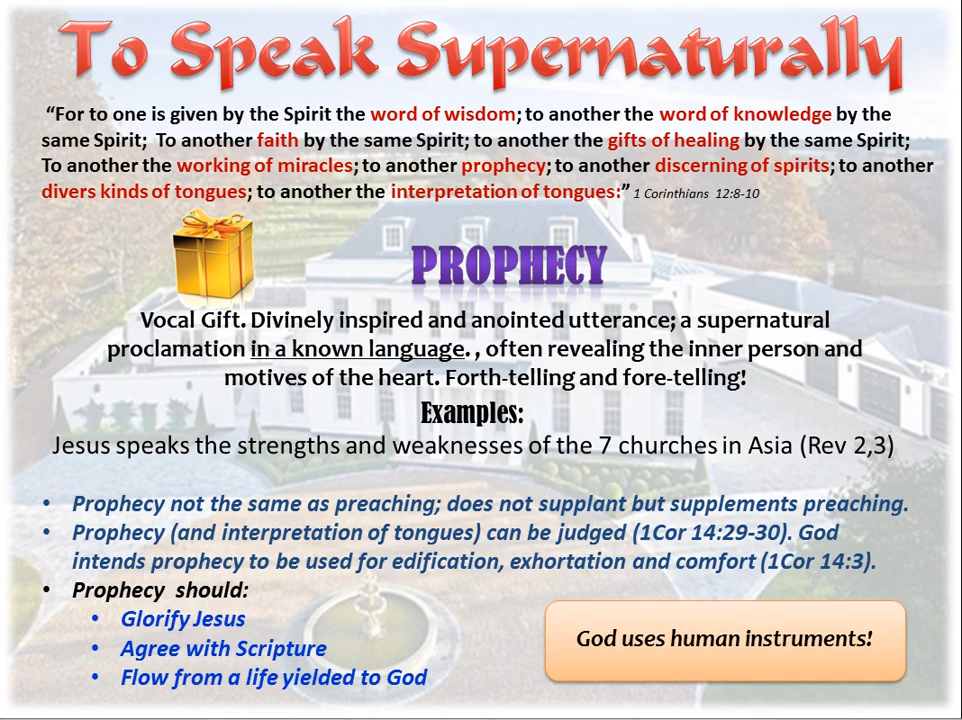 To Speak Supernaturally
“For to one is given by the Spirit the word of wisdom; to another the word of knowledge by the
same Spirit;  To another faith by the same Spirit; to another the gifts of healing by the same Spirit;
To another the working of miracles; to another prophecy; to another discerning of spirits; to another
divers kinds of tongues; to another the interpretation of tongues:” 1 Corinthians  12:8-10
PROPHECY
Vocal Gift. Divinely inspired and anointed utterance; a supernatural
proclamation in a known language. , often revealing the inner person and
motives of the heart. Forth-telling and fore-telling!
Examples:
Jesus speaks the strengths and weaknesses of the 7 churches in Asia (Rev 2,3)
• Prophecy not the same as preaching; does not supplant but supplements preaching.
• Prophecy (and interpretation of tongues) can be judged (1Cor 14:29-30). God
intends prophecy to be used for edification, exhortation and comfort (1Cor 14:3).
• Prophecy  should:
• Glorify Jesus
• Agree with Scripture
• Flow from a life yielded to God
God uses human instruments!